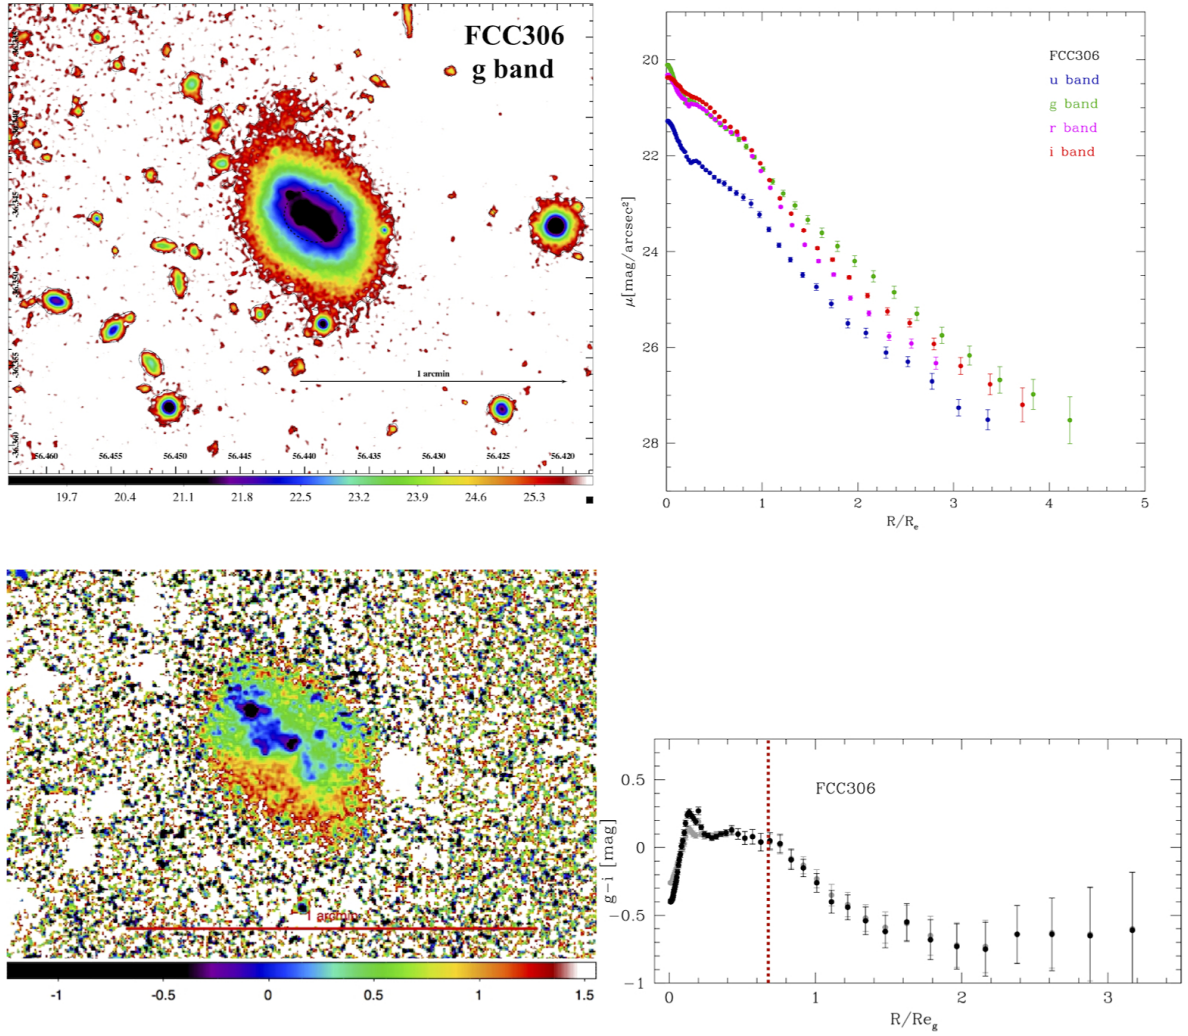 FCC306
g band
1 arcmin
56.460 56.455 56.450 56.445 56.440 56.435 56.430 56.425 56.420
19.7 20.4 21.1 21.8 22.5 23.2 23.9 24.6 25.3
FCC306
u band
g band
r band
i band
μ[mag/arcsec²]
20
22
24
26
28
0 1 2 3 4 5
R/Rₑ
1 arcmin
-1 -0.5 0 0.5 1 1.5
FCC306
g-i [mag]
0.5
0
-0.5
-1
0 1 2 3
R/Re_g